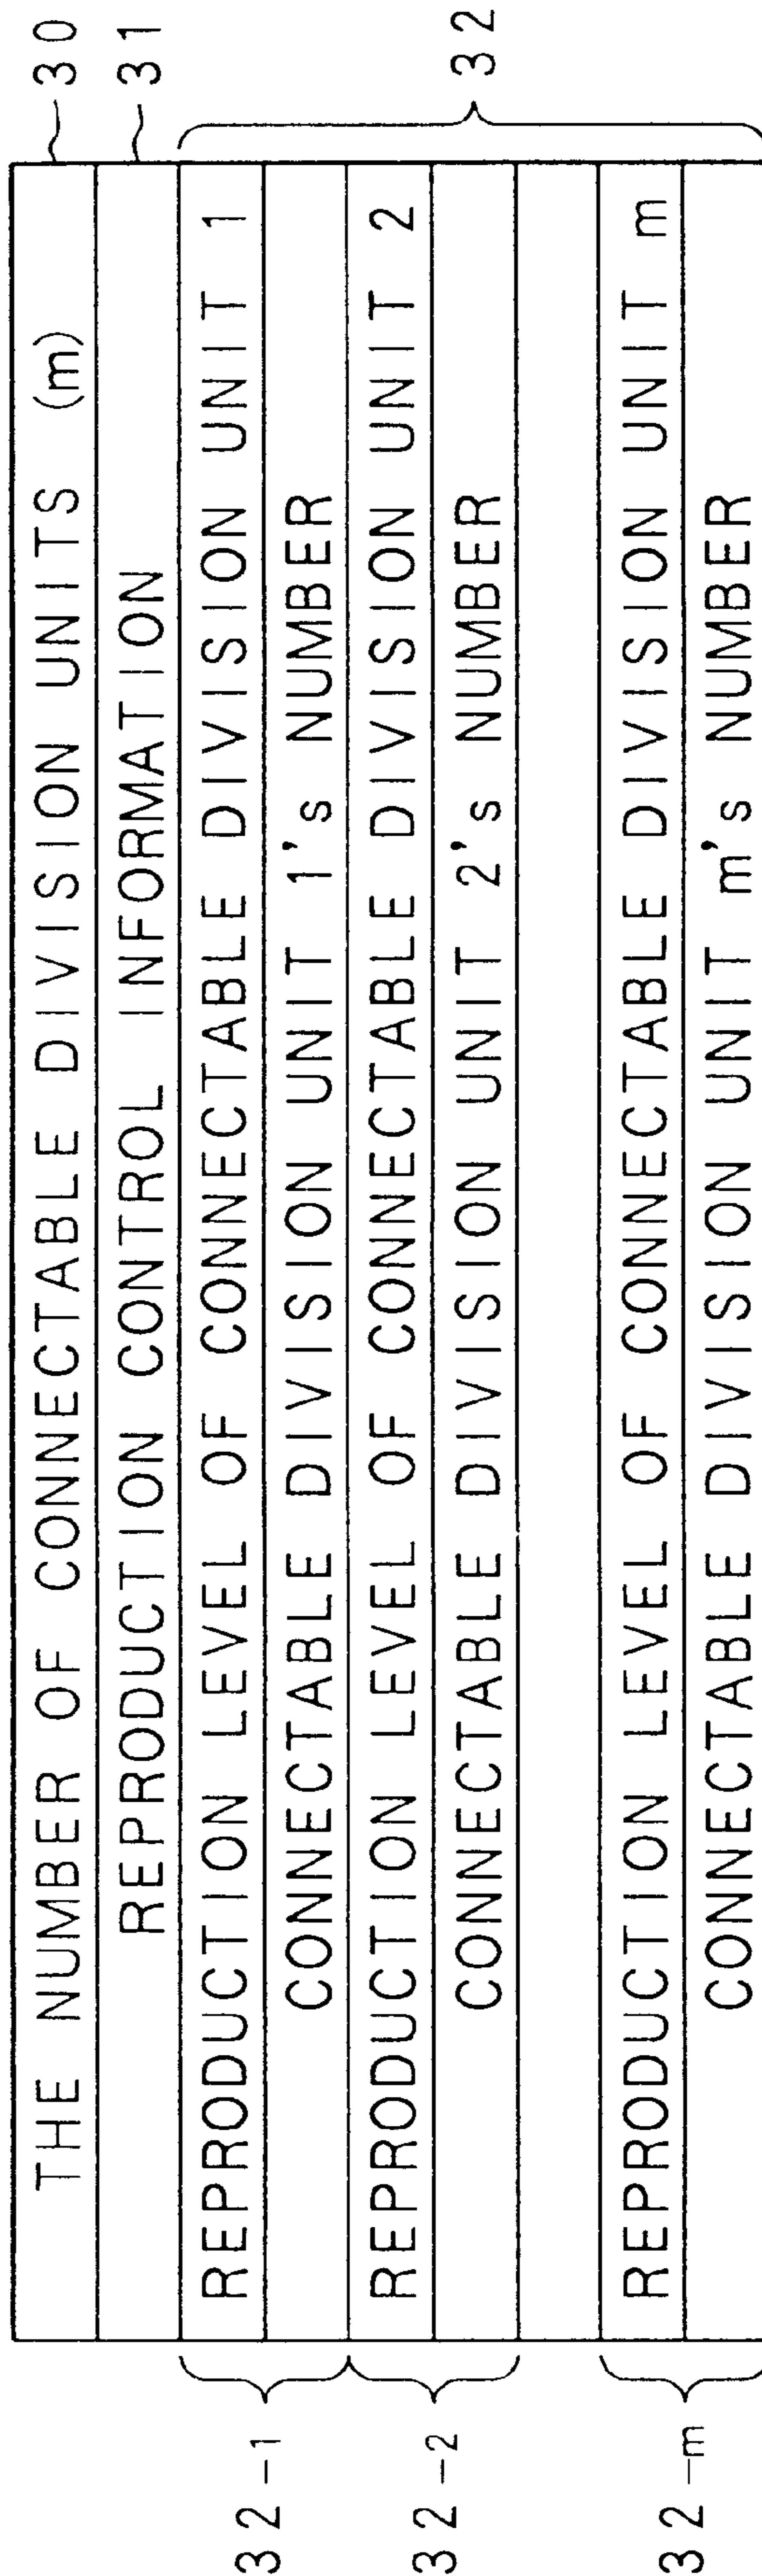 THE NUMBER OF CONNECTABLE DIVISION UNITS (m) 30
REPRODUCTION CONTROL INFORMATION 31
REPRODUCTION LEVEL OF CONNECTABLE DIVISION UNIT 1
CONNECTABLE DIVISION UNIT 1's NUMBER
32-1
REPRODUCTION LEVEL OF CONNECTABLE DIVISION UNIT 2
CONNECTABLE DIVISION UNIT 2's NUMBER
32-2
32
REPRODUCTION LEVEL OF CONNECTABLE DIVISION UNIT m
CONNECTABLE DIVISION UNIT m's NUMBER
32-m